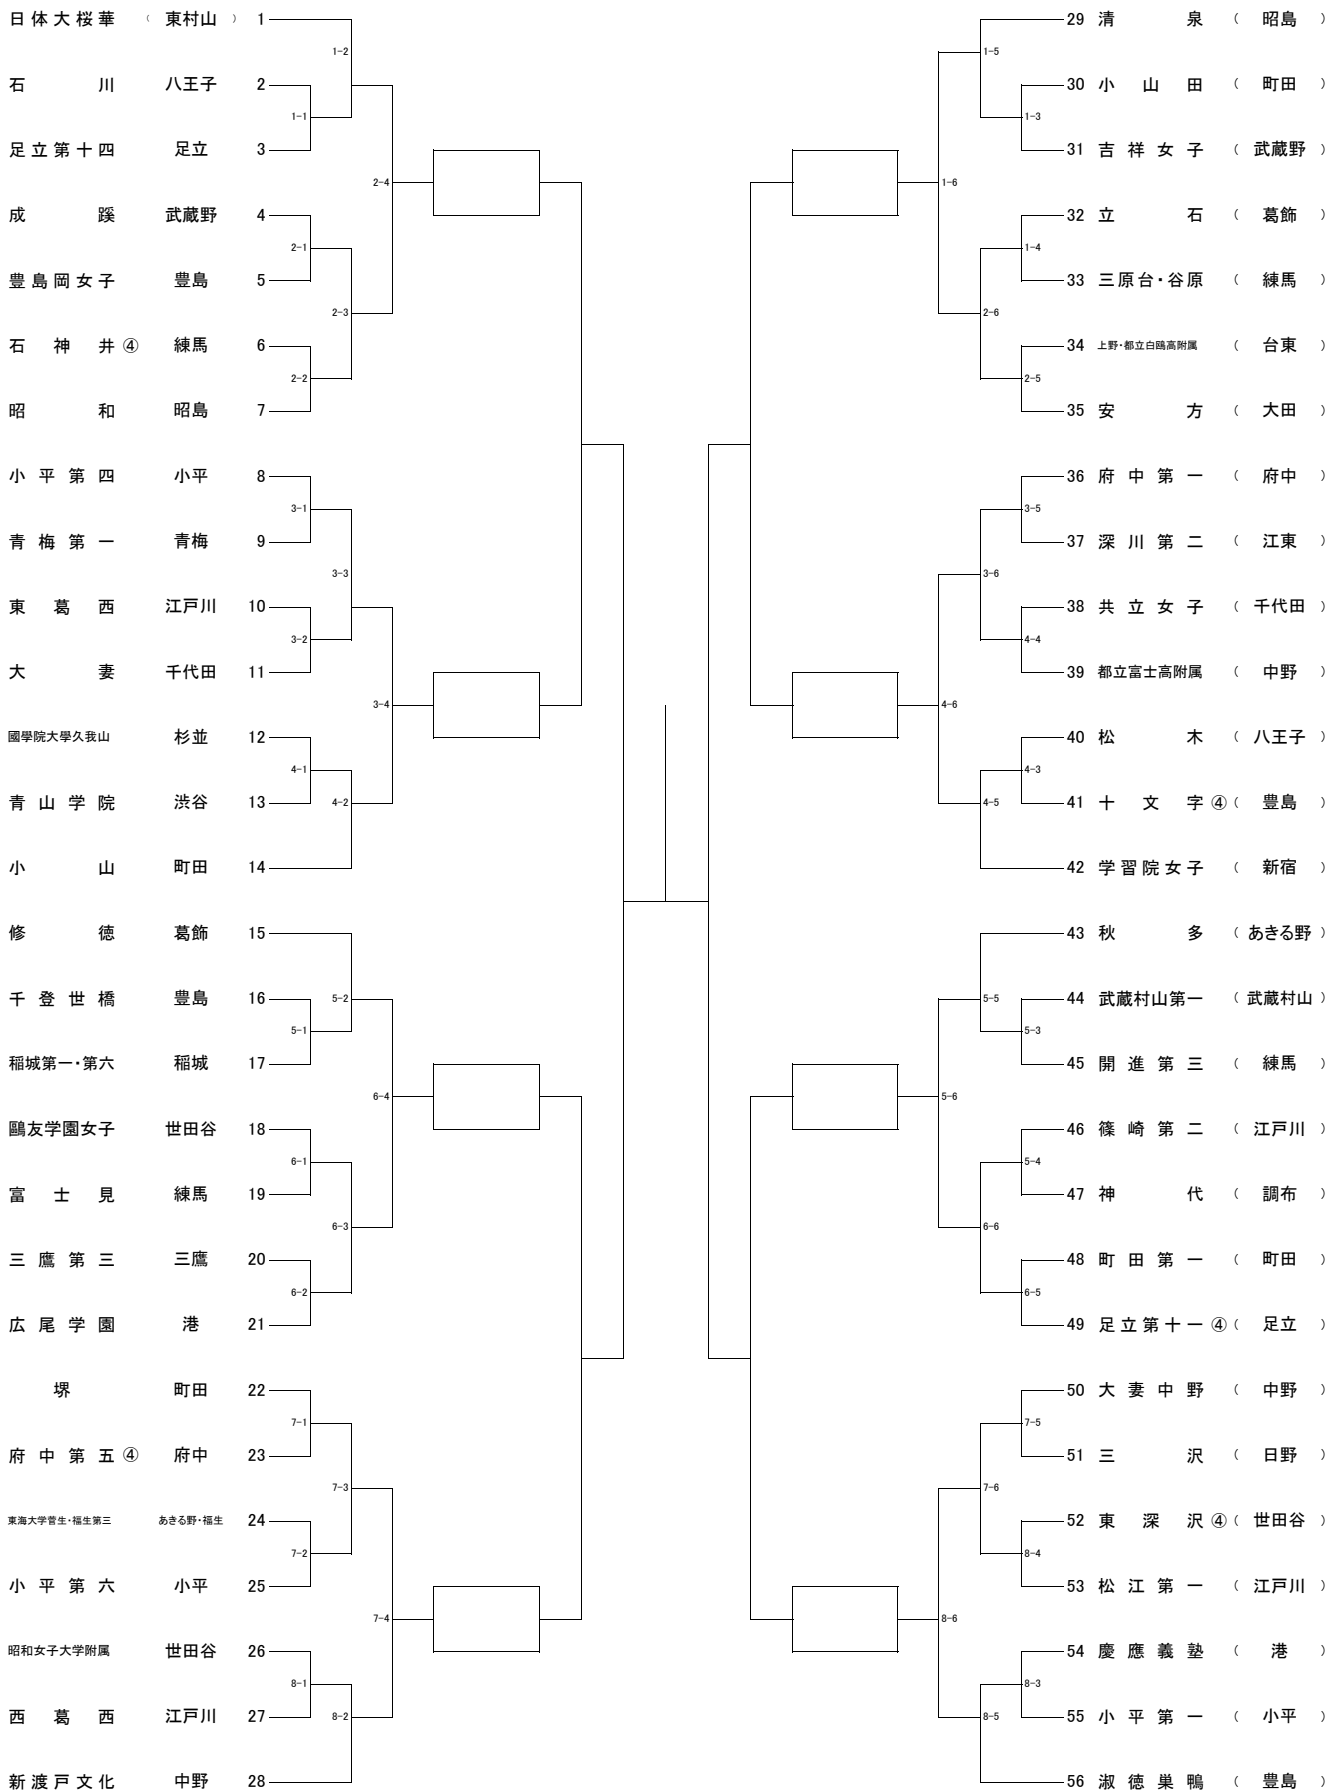 日体大桜華 （ 東村山 ） 1
1-2
石川 八王子 2
1-1
足立第十四 足立 3
2-4
成蹊 武蔵野 4
2-1
豊島岡女子 豊島 5
2-3
石神井④ 練馬 6
2-2
昭和 昭島 7
小平第四 小平 8
3-1
青梅第一 青梅 9
3-3
東葛西 江戸川 10
3-2
大妻 千代田 11
3-4
國學院大學久我山 杉並 12
4-1
青山学院 渋谷 13
4-2
小山 町田 14
修徳 葛飾 15
千登世橋 豊島 16
5-2
5-1
稲城第一・第六 稲城 17
6-4
鷗友学園女子 世田谷 18
6-1
富士見 練馬 19
6-3
三鷹第三 三鷹 20
6-2
広尾学園 港 21
堺 町田 22
7-1
府中第五④ 府中 23
7-3
東海大学菅生・福生第三 あきる野・福生 24
7-2
小平第六 小平 25
7-4
昭和女子大学附属 世田谷 26
8-1
西葛西 江戸川 27
8-2
新渡戸文化 中野 28
29 清泉 （ 昭島 ）
1-5
30 小山田 （ 町田 ）
1-3
31 吉祥女子 （ 武蔵野 ）
1-6
32 立石 （ 葛飾 ）
1-4
33 三原台・谷原 （ 練馬 ）
2-6
34 上野・都立白鷗高附属 （ 台東 ）
2-5
35 安方 （ 大田 ）
36 府中第一 （ 府中 ）
3-5
37 深川第二 （ 江東 ）
3-6
38 共立女子 （ 千代田 ）
4-4
39 都立富士高附属 （ 中野 ）
4-6
40 松木 （ 八王子 ）
4-3
41 十文字④（ 豊島 ）
4-5
42 学習院女子 （ 新宿 ）
43 秋多 （ あきる野 ）
44 武蔵村山第一 （ 武蔵村山 ）
5-5
5-3
45 開進第三 （ 練馬 ）
5-6
46 篠崎第二 （ 江戸川 ）
5-4
47 神代 （ 調布 ）
6-6
48 町田第一 （ 町田 ）
6-5
49 足立第十一④（ 足立 ）
50 大妻中野 （ 中野 ）
7-5
51 三沢 （ 日野 ）
7-6
52 東深沢④（ 世田谷 ）
8-4
53 松江第一 （ 江戸川 ）
8-6
54 慶應義塾 （ 港 ）
8-3
55 小平第一 （ 小平 ）
8-5
56 淑徳巣鴨 （ 豊島 ）